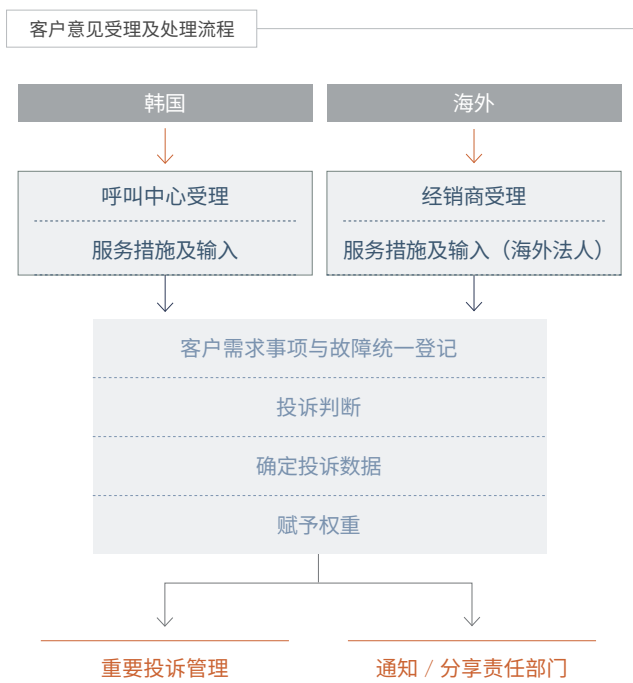 客户意见受理及处理流程
韩国
海外
呼叫中心受理
服务措施及输入
经销商受理
服务措施及输入（海外法人）
客户需求事项与故障统一登记
投诉判断
确定投诉数据
赋予权重
重要投诉管理
通知 / 分享责任部门